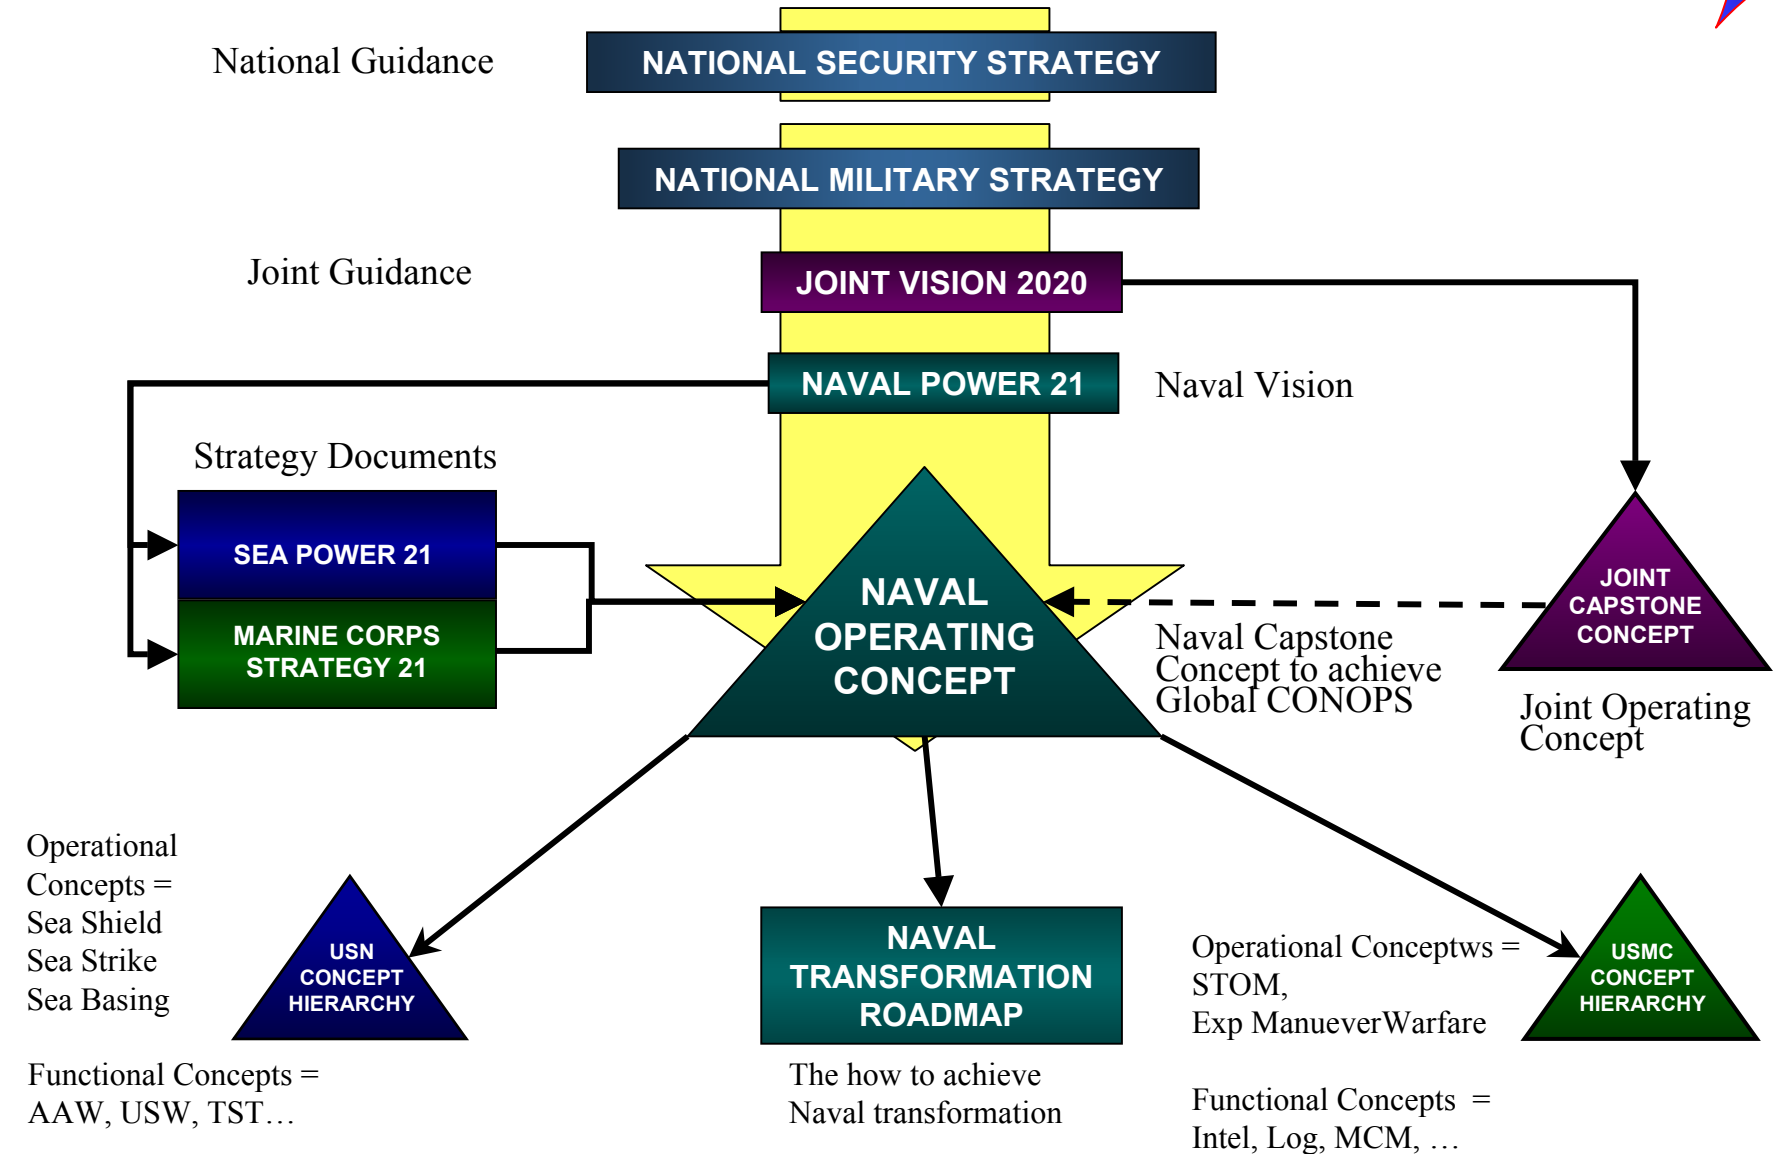 National Guidance
NATIONAL SECURITY STRATEGY
NATIONAL MILITARY STRATEGY
Joint Guidance
JOINT VISION 2020
NAVAL POWER 21
Naval Vision
Strategy Documents
SEA POWER 21
MARINE CORPS
STRATEGY 21
NAVAL
OPERATING
CONCEPT
Naval Capstone
Concept to achieve
Global CONOPS
JOINT
CAPSTONE
CONCEPT
Joint Operating
Concept
Operational
Concepts =
Sea Shield
Sea Strike
Sea Basing
USN
CONCEPT
HIERARCHY
Functional Concepts =
AAW, USW, TST…
NAVAL
TRANSFORMATION
ROADMAP
The how to achieve
Naval transformation
Operational Conceptws =
STOM,
Exp ManueverWarfare
USMC
CONCEPT
HIERARCHY
Functional Concepts =
Intel, Log, MCM, …